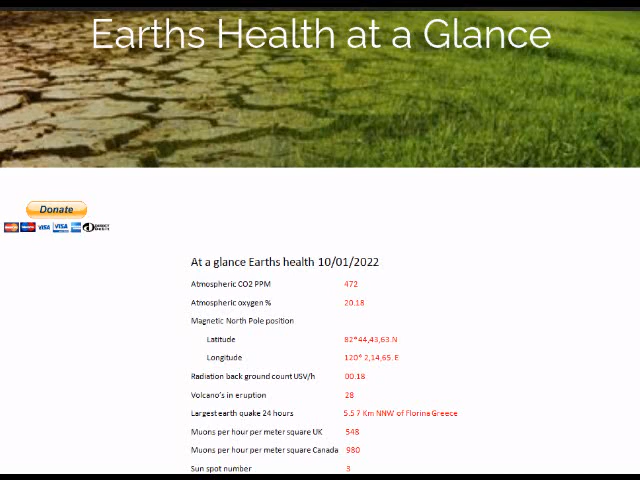 Earths Health at a Glance
Donate
VISA VISA
At a glance Earths health 10/01/2022
Atmospheric CO2 PPM 472
Atmospheric oxygen % 20.18
Magnetic North Pole position
Latitude 82°44,43,63.N
Longitude 120° 2,14,65. E
Radiation back ground count USV/h 00.18
Volcano's in eruption 28
Largest earth quake 24 hours 5.5 7 Km NNW of Florina Greece
Muons per hour per meter square UK 548
Muons per hour per meter square Canada 980
Sun spot number 3